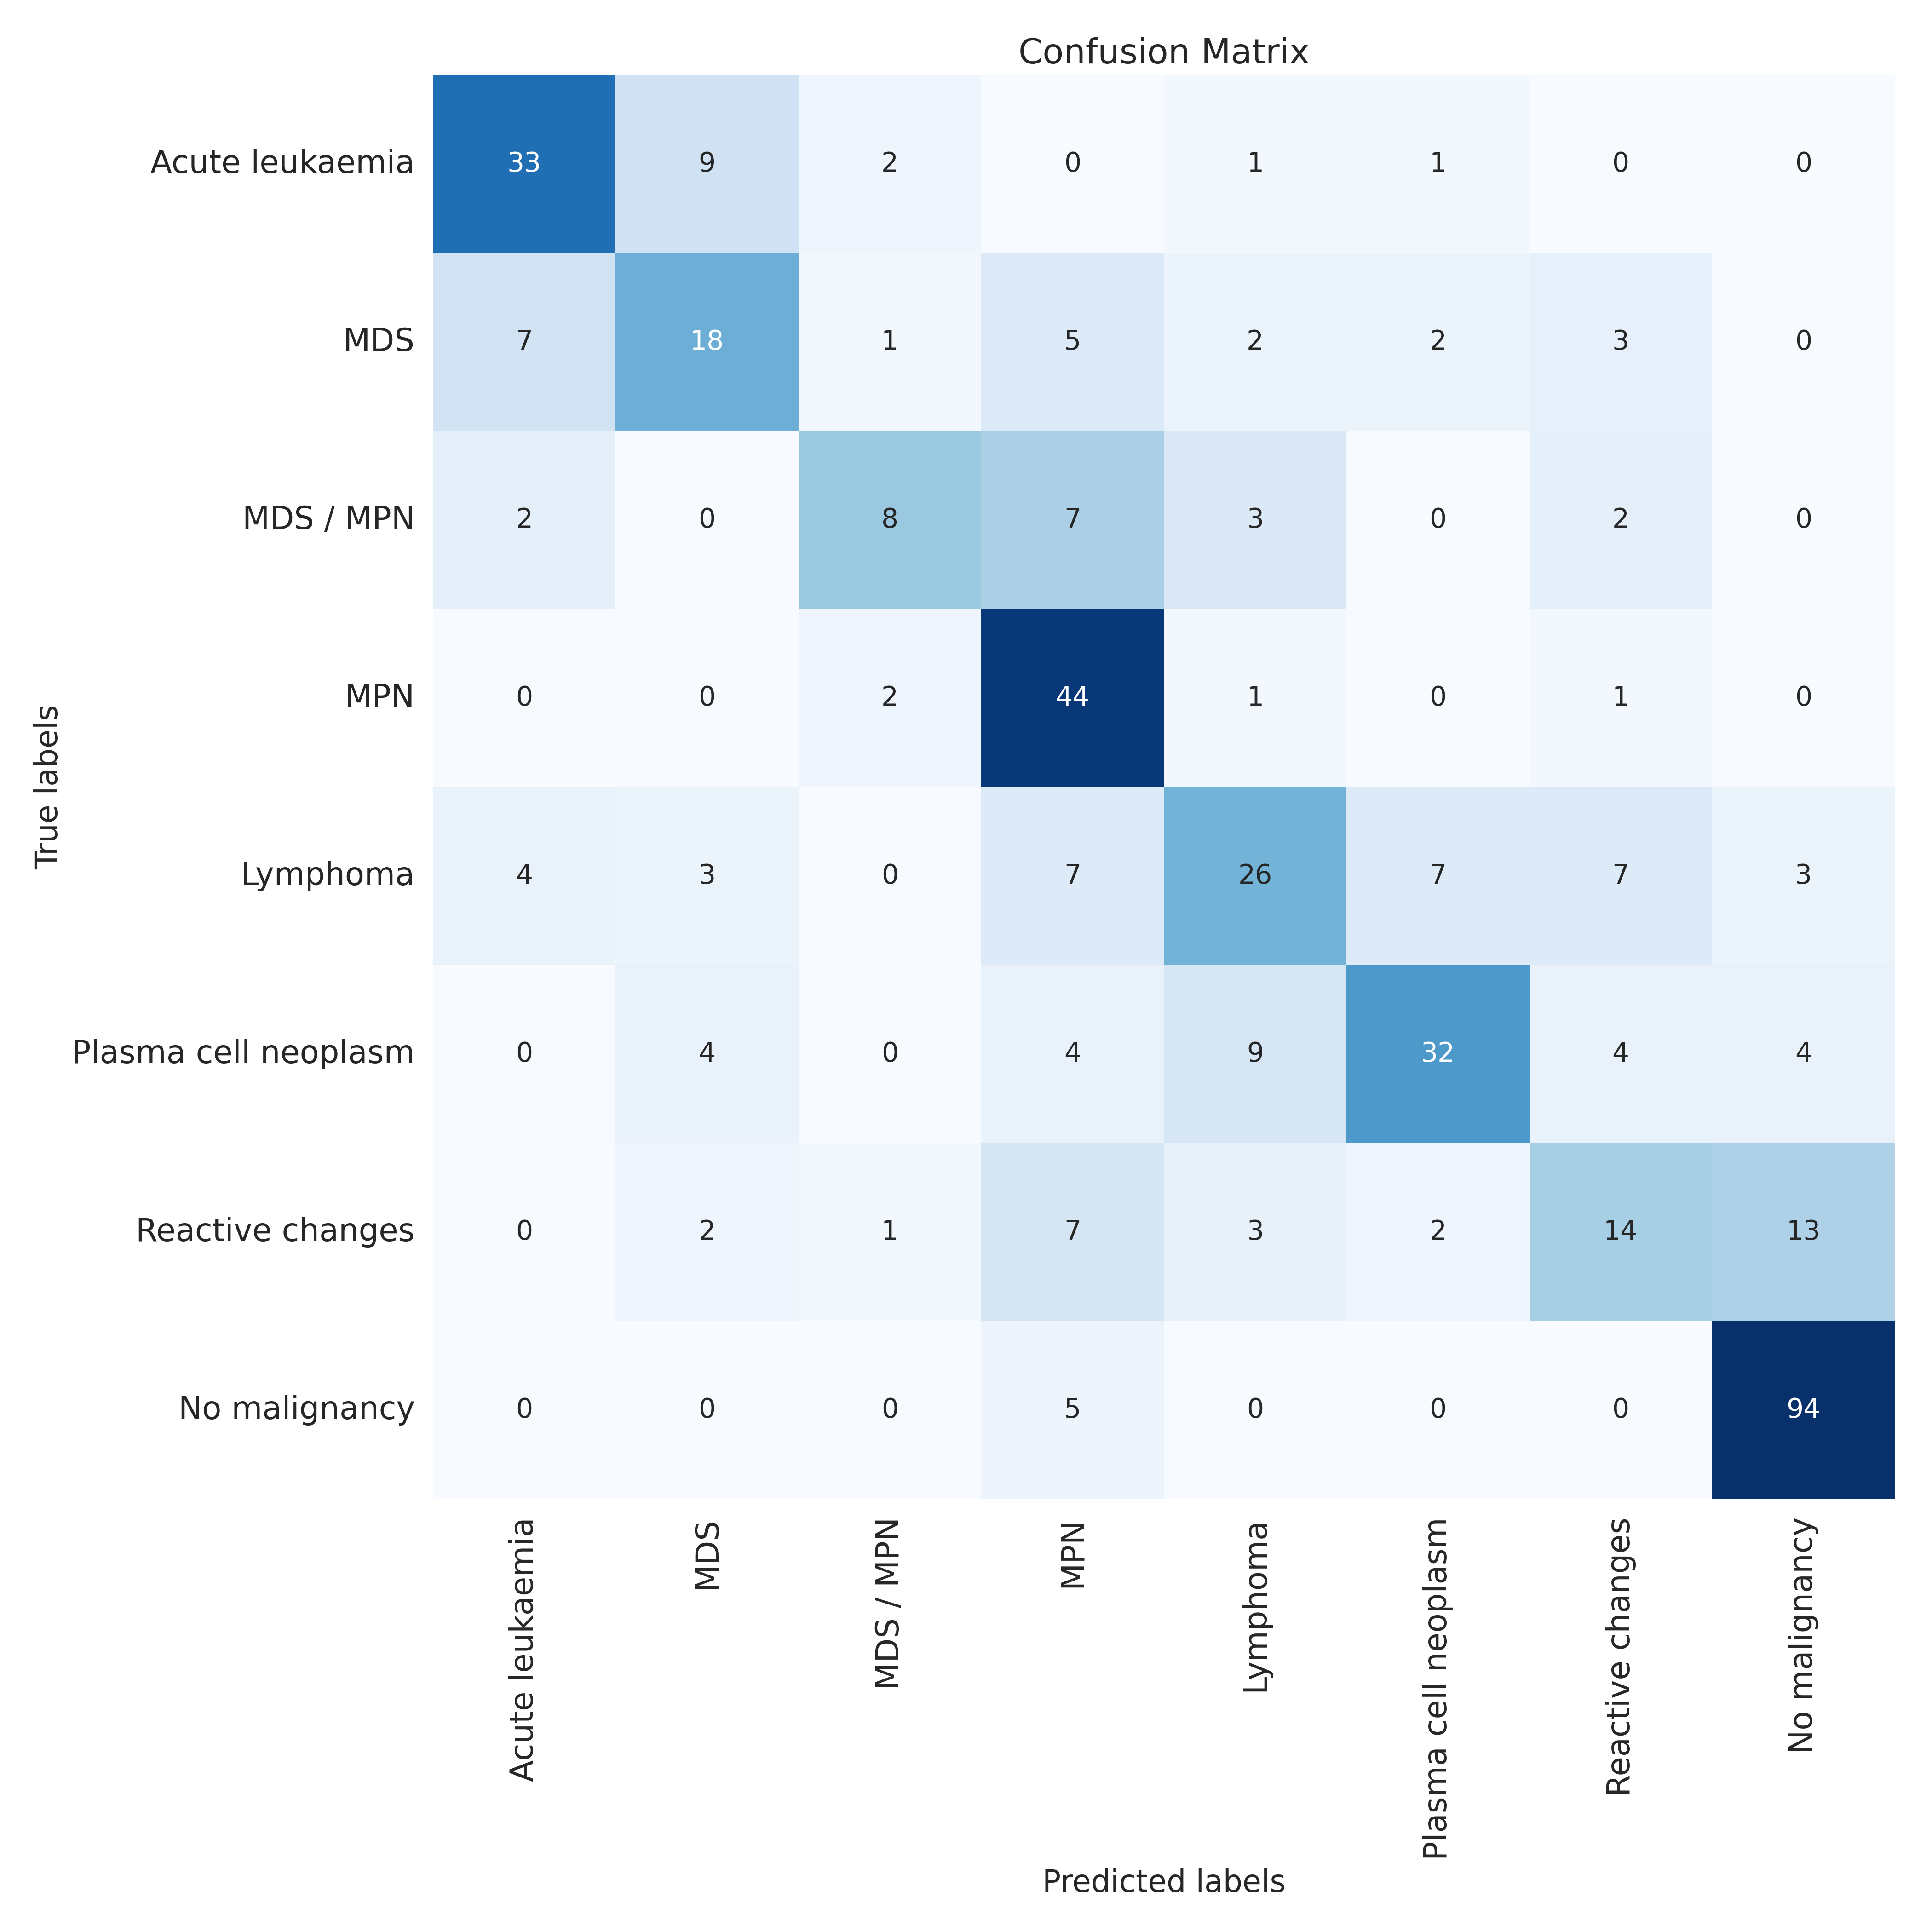 Confusion Matrix
Acute leukaemia 33 9 2 0 1 1 0 0
MDS 7 18 1 5 2 2 3 0
MDS / MPN 2 0 8 7 3 0 2 0
MPN 0 0 2 44 1 0 1 0
True labels
Lymphoma 4 3 0 7 26 7 7 3
Plasma cell neoplasm 0 4 0 4 9 32 4 4
Reactive changes 0 2 1 7 3 2 14 13
No malignancy 0 0 0 5 0 0 0 94
Acute leukaemia
MDS
MDS / MPN
MPN
Lymphoma
Plasma cell neoplasm
Reactive changes
No malignancy
Predicted labels